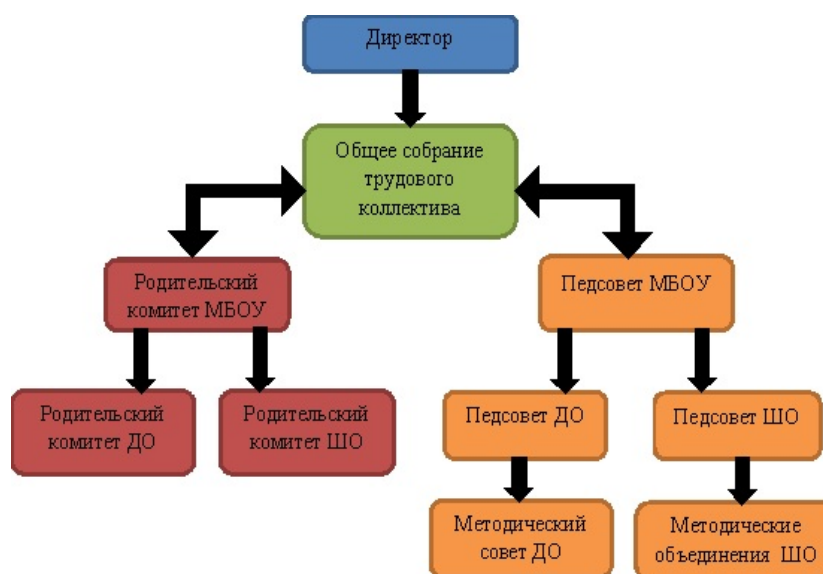 Директор
Общее собрание
трудового
коллектива
Родительский
комитет МБОУ
Педсовет МБОУ
Родительский
комитет ДО
Родительский
комитет ШО
Педсовет ДО
Педсовет ШО
Методический
совет ДО
Методические
объединения ШО